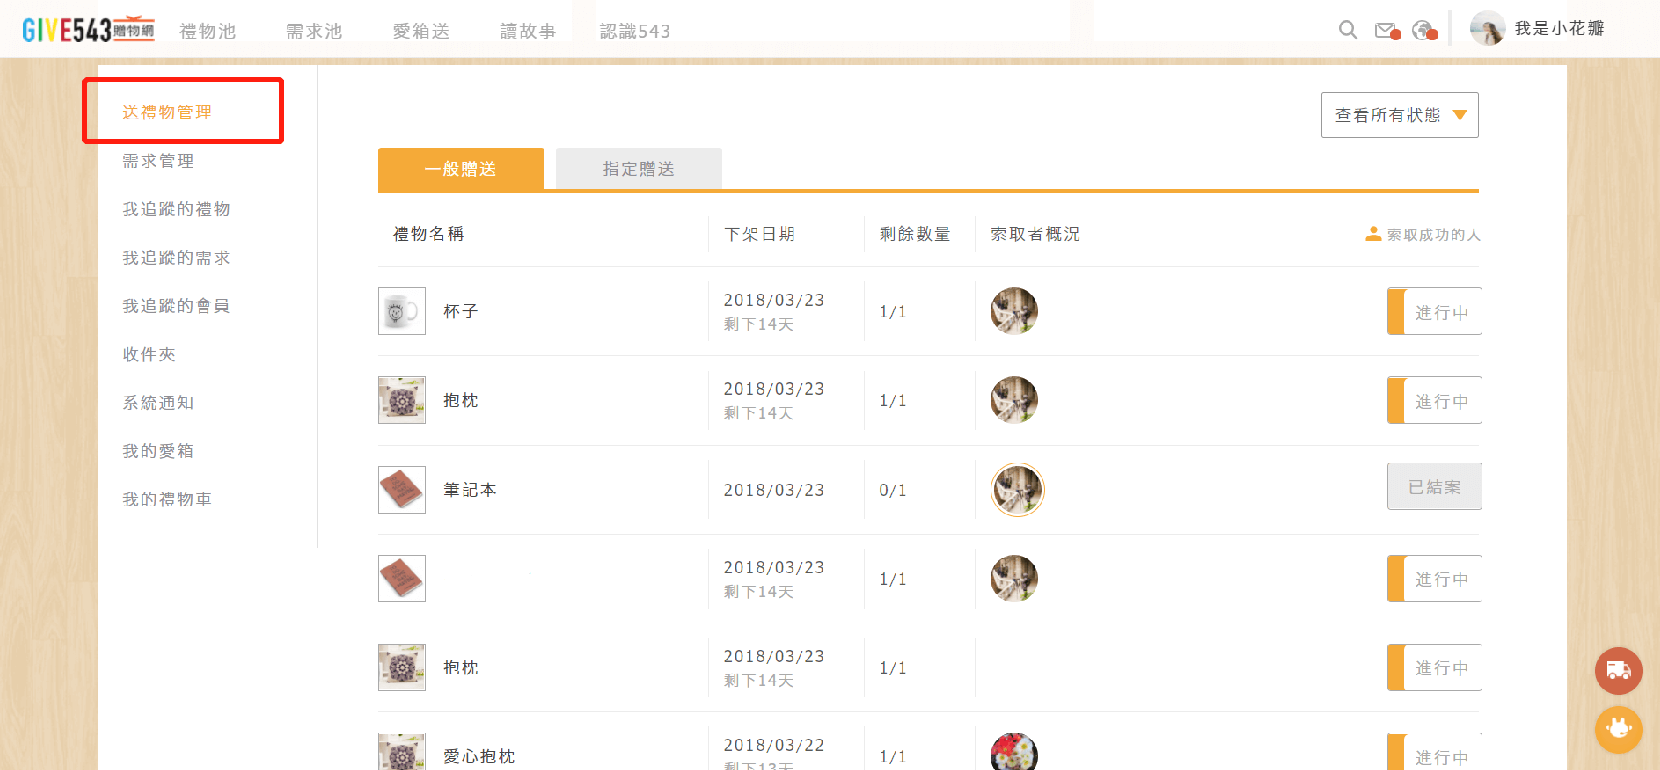 GIVE543贈物網 禮物池 需求池 愛箱送 讀故事 認識543 我是小花瓣
送禮物管理
需求管理
我追蹤的禮物
我追蹤的需求
我追蹤的會員
收件夾
系統通知
我的愛箱
我的禮物車
查看所有狀態
一般贈送 指定贈送
禮物名稱 下架日期 剩餘數量 索取者概況 索取成功的人
杯子 2018/03/23 1/1 進行中
剩下14天
抱枕 2018/03/23 1/1 進行中
剩下14天
筆記本 2018/03/23 0/1 已結案
2018/03/23 1/1 進行中
剩下14天
抱枕 2018/03/23 1/1 進行中
剩下14天
愛心抱枕 2018/03/22 1/1 進行中
剩下13天